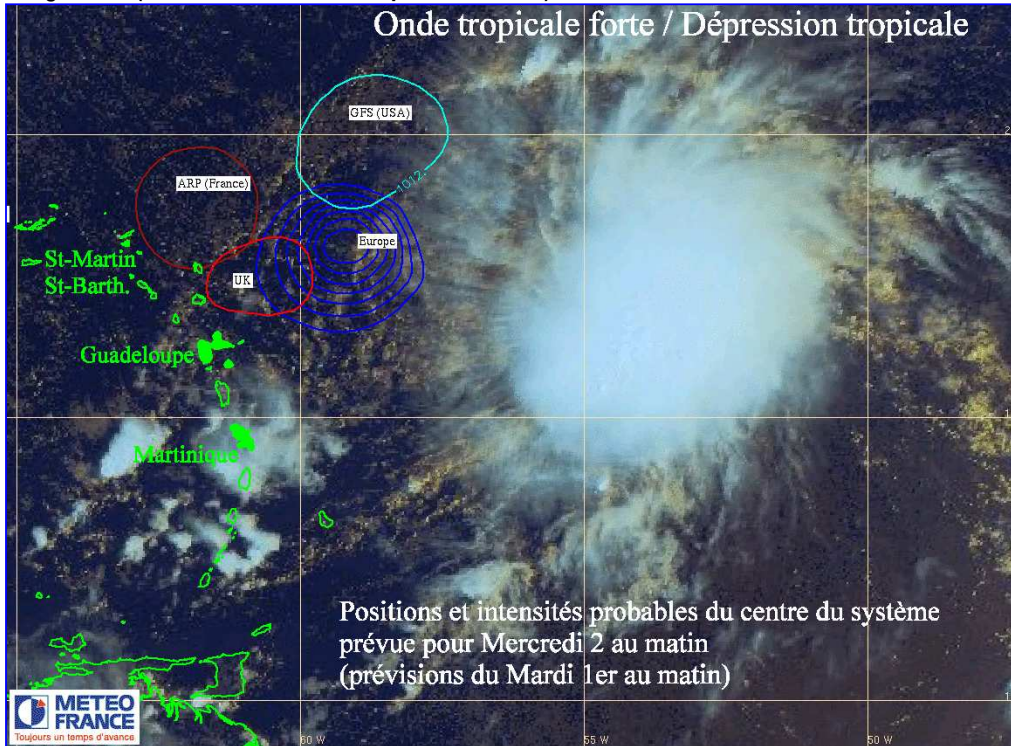 Onde tropicale forte / Dépression tropicale
GFS (USA)
1012
ARP (France)
Europe
UK
St-Martin
St-Barth.
Guadeloupe
Martinique
Positions et intensités probables du centre du système
prévue pour Mercredi 2 au matin
(prévisions du Mardi 1er au matin)
METEO
FRANCE
Toujours un temps d'avance
60 W
55 W
50 W